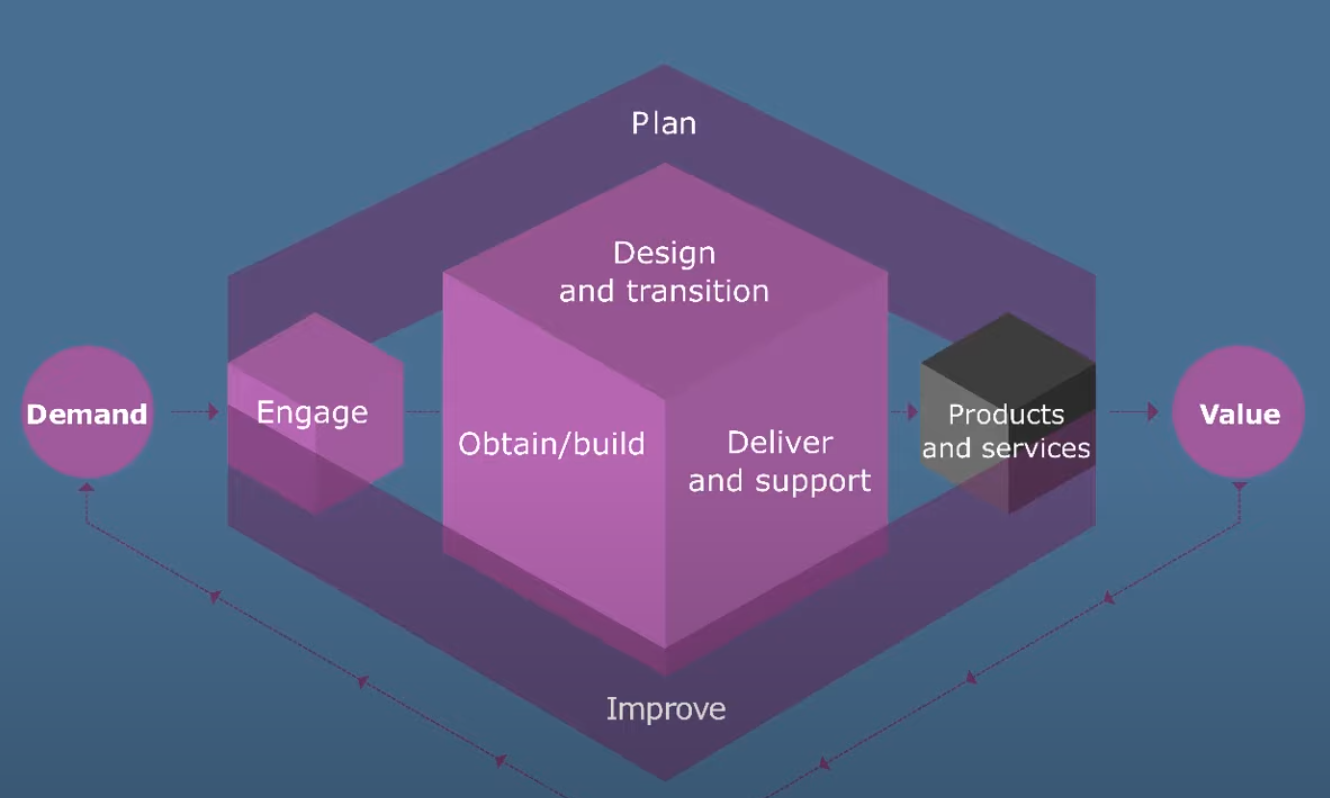 Plan
Design
and transition
Demand
Engage
Obtain/build
Deliver
and support
Products
and services
Value
Improve